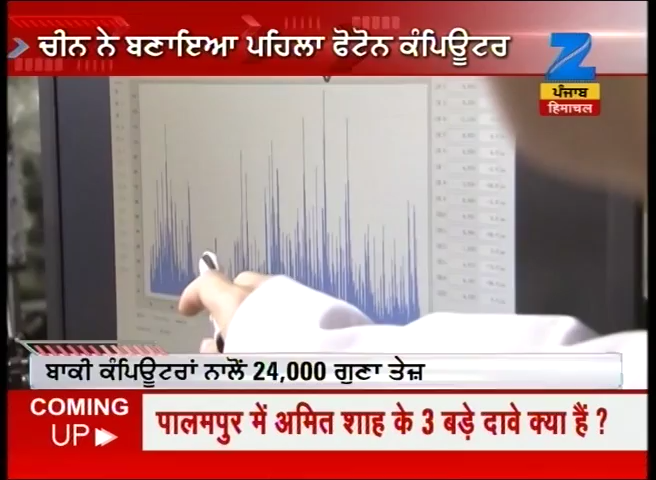 ਚੀਨ ਨੇ ਬਣਾਇਆ ਪਹਿਲਾ ਫੋਟੋਨ ਕੰਪਿਊਟਰ
Z
ਪੰਜਾਬ
हिमाचल
ਬਾਕੀ ਕੰਪਿਊਟਰਾਂ ਨਾਲੋਂ 24,000 ਗੁਣਾ ਤੇਜ਼
COMING
UP
पालमपुर में अमित शाह के 3 बड़े दावे क्या हैं ?